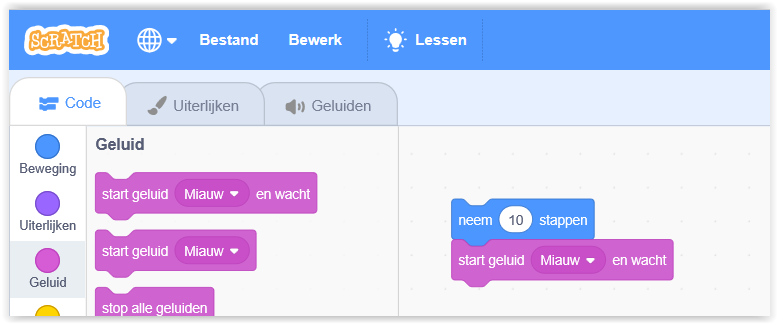 SCRATCH
Bestand
Bewerk
Lessen
Code
Uiterlijken
Geluiden
Beweging
Uiterlijken
Geluid
Geluid
start geluid Miauw en wacht
start geluid Miauw
stop alle geluiden
neem 10 stappen
start geluid Miauw en wacht